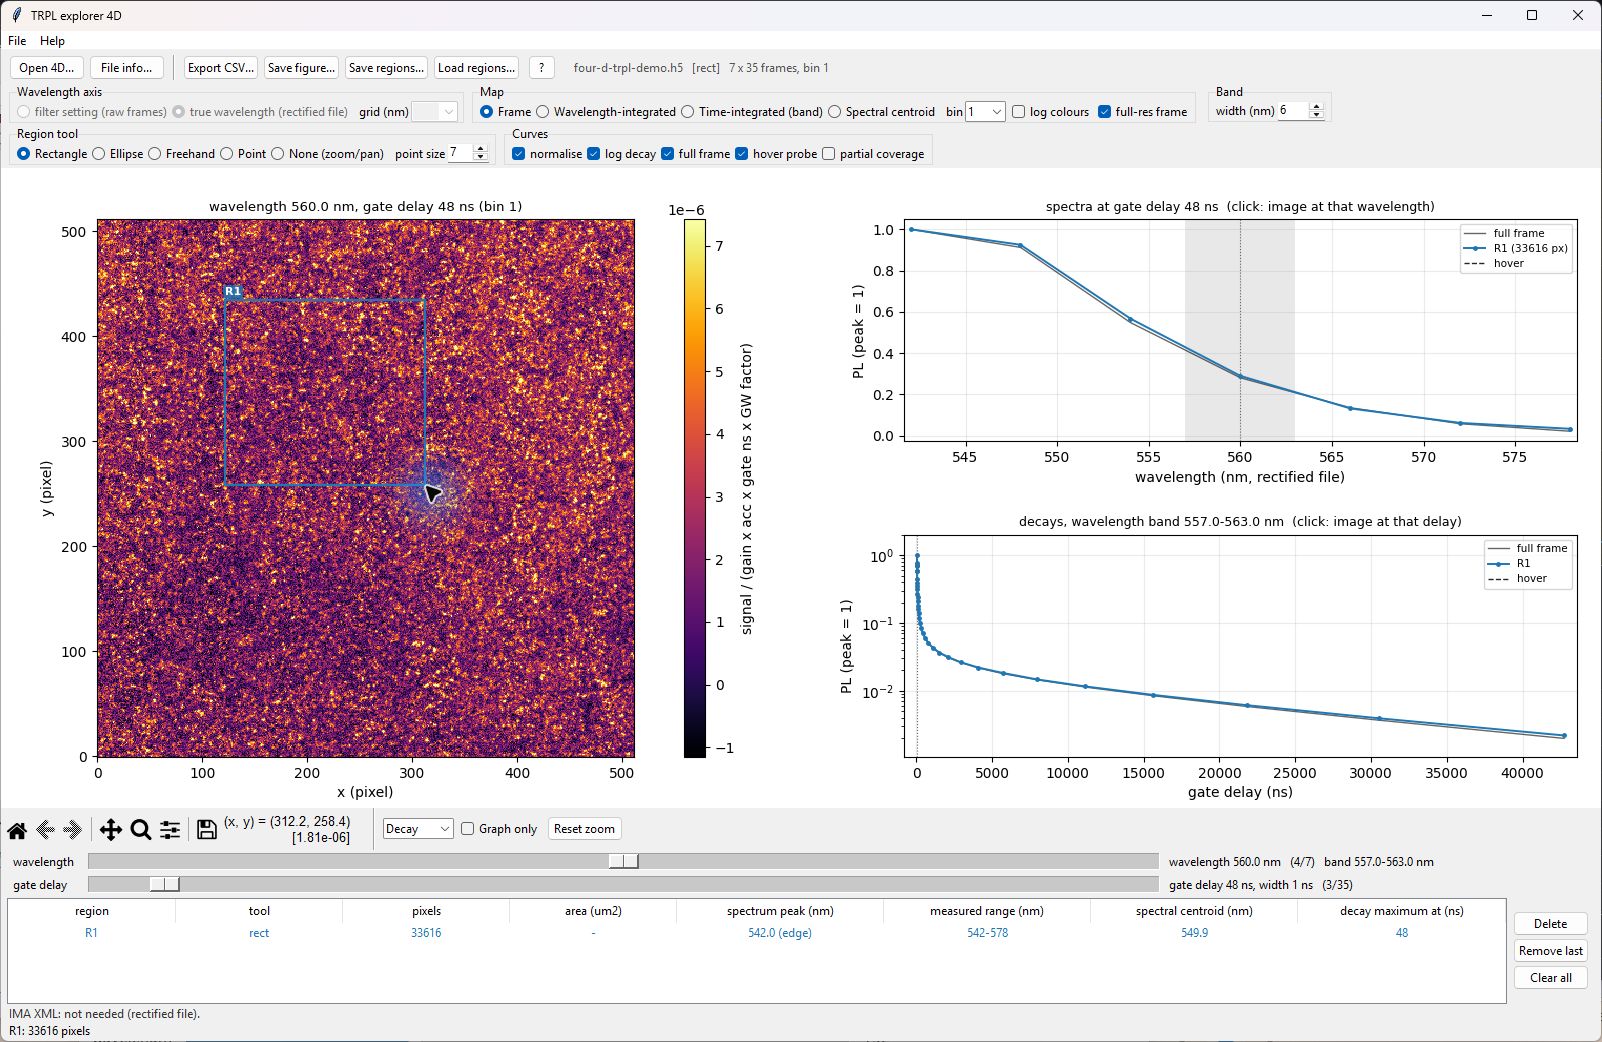 TRPL explorer 4D
File Help
Open 4D... File info... Export CSV... Save figure... Save regions... Load regions... ? four-d-trpl-demo.h5 [rect] 7 x 35 frames, bin 1
Wavelength axis Map Band
filter setting (raw frames) true wavelength (rectified file) grid (nm) Frame Wavelength-integrated Time-integrated (band) Spectral centroid bin 1 log colours full-res frame width (nm) 6
Region tool Curves
Rectangle Ellipse Freehand Point None (zoom/pan) point size 7 normalise log decay full frame hover probe partial coverage
wavelength 560.0 nm, gate delay 48 ns (bin 1)
500
400
300
200
100
0
y (pixel)
R1
0 100 200 300 400 500
x (pixel)
1e−6
7
6
5
4
3
2
1
0
−1
signal / (gain x acc x gate ns x GW factor)
spectra at gate delay 48 ns (click: image at that wavelength)
full frame
R1 (33616 px)
hover
1.0
0.8
0.6
0.4
0.2
0.0
PL (peak = 1)
545 550 555 560 565 570 575
wavelength (nm, rectified file)
decays, wavelength band 557.0-563.0 nm (click: image at that delay)
full frame
R1
hover
10⁰
10⁻¹
10⁻²
PL (peak = 1)
0 5000 10000 15000 20000 25000 30000 35000 40000
gate delay (ns)
(x, y) = (312.2, 258.4)
[1.81e-06]
Decay Graph only Reset zoom
wavelength wavelength 560.0 nm (4/7) band 557.0-563.0 nm
gate delay gate delay 48 ns, width 1 ns (3/35)
region tool pixels area (um2) spectrum peak (nm) measured range (nm) spectral centroid (nm) decay maximum at (ns)
R1 rect 33616 - 542.0 (edge) 542-578 549.9 48
Delete
Remove last
Clear all
IMA XML: not needed (rectified file).
R1: 33616 pixels